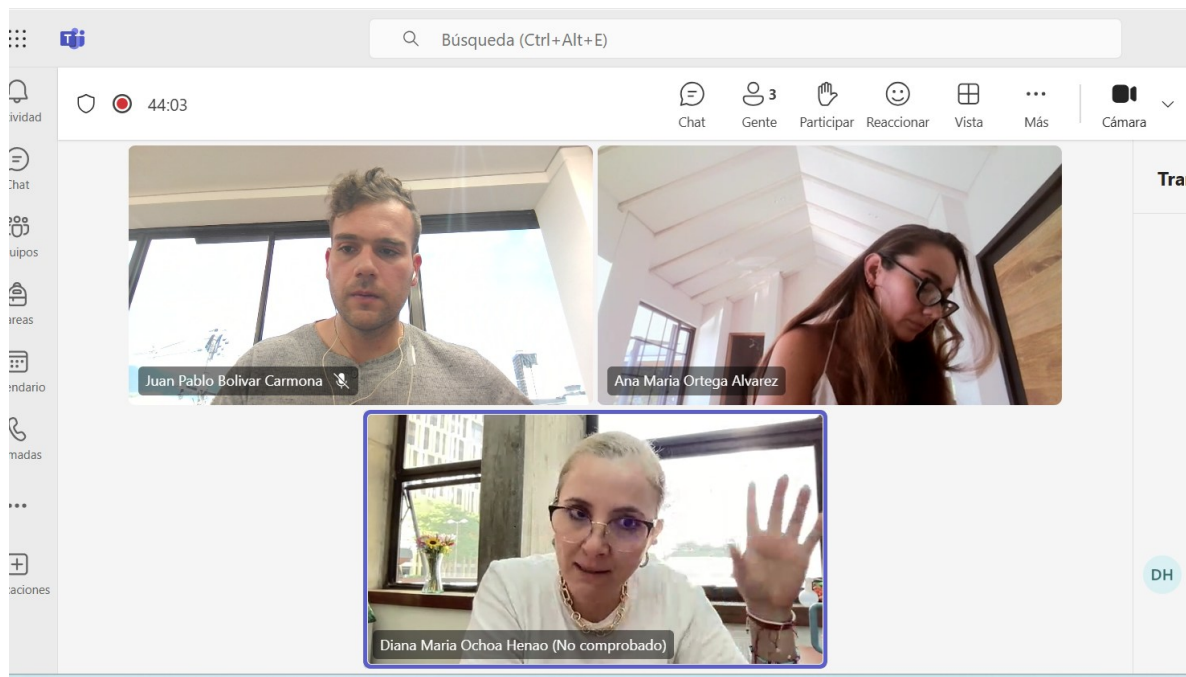 Búsqueda (Ctrl+Alt+E)
44:03
3
Chat
Gente
Participar
Reaccionar
Vista
Más
Cámara
ividad
Chat
uipos
areas
endario
madas
aciones
Tra
Juan Pablo Bolivar Carmona
Ana Maria Ortega Alvarez
Diana Maria Ochoa Henao (No comprobado)
DH